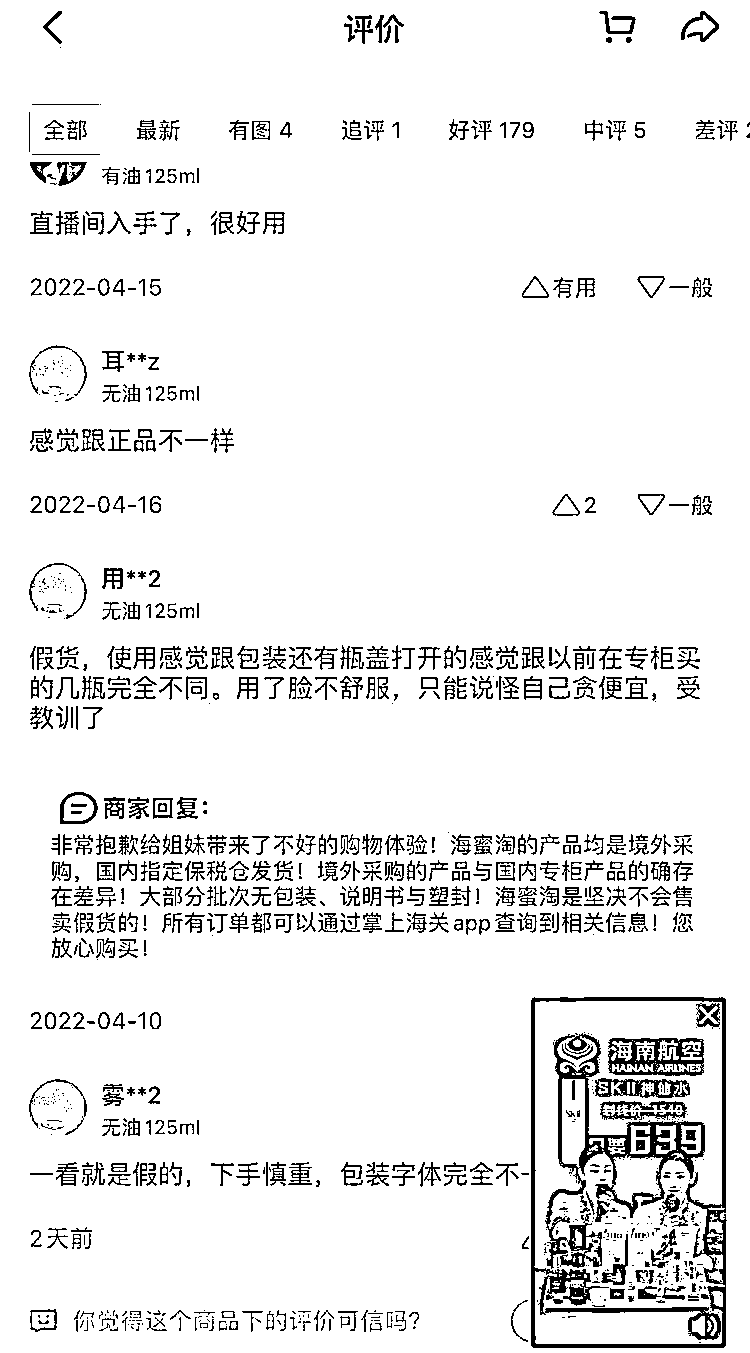 评价
全部 最新 有图 4 追评 1 好评 179 中评 5 差评 2
有油125ml
直播间入手了，很好用
2022-04-15 有用 一般
耳**z
无油125ml
感觉跟正品不一样
2022-04-16 2 一般
用**2
无油125ml
假货，使用感觉跟包装还有瓶盖打开的感觉跟以前在专柜买
的几瓶完全不同。用了脸不舒服，只能说怪自己贪便宜，受
教训了
商家回复：
非常抱歉给姐妹带来了不好的购物体验！海蜜淘的产品均是境外采
购，国内指定保税仓发货！境外采购的产品与国内专柜产品的确存
在差异！大部分批次无包装、说明书与塑封！海蜜淘是坚决不会售
卖假货的！所有订单都可以通过掌上海关app查询到相关信息！您
放心购买！
2022-04-10
海南航空
HAINAN AIRLINES
SKII神仙水
699
雾**2
无油125ml
一看就是假的，下手慎重，包装字体完全不一
2天前
你觉得这个商品下的评价可信吗？